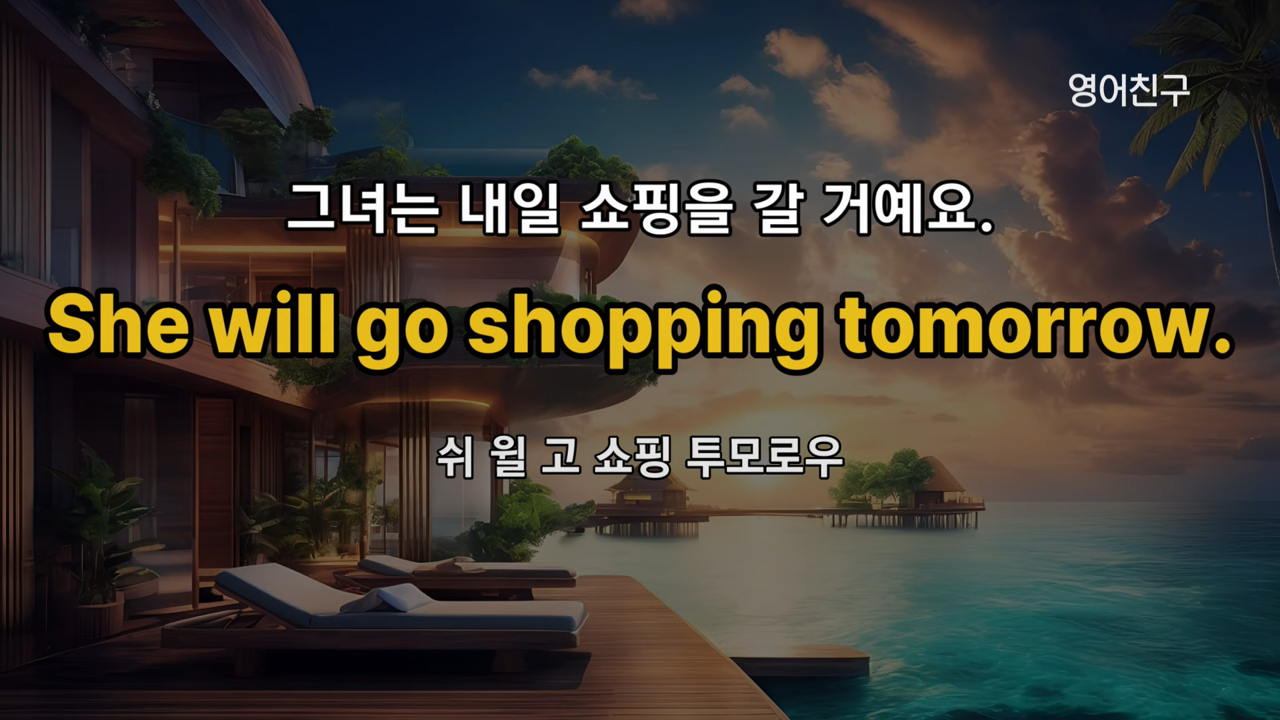 영어친구
그녀는 내일 쇼핑을 갈 거예요.
She will go shopping tomorrow.
쉬 윌 고 쇼핑 투모로우